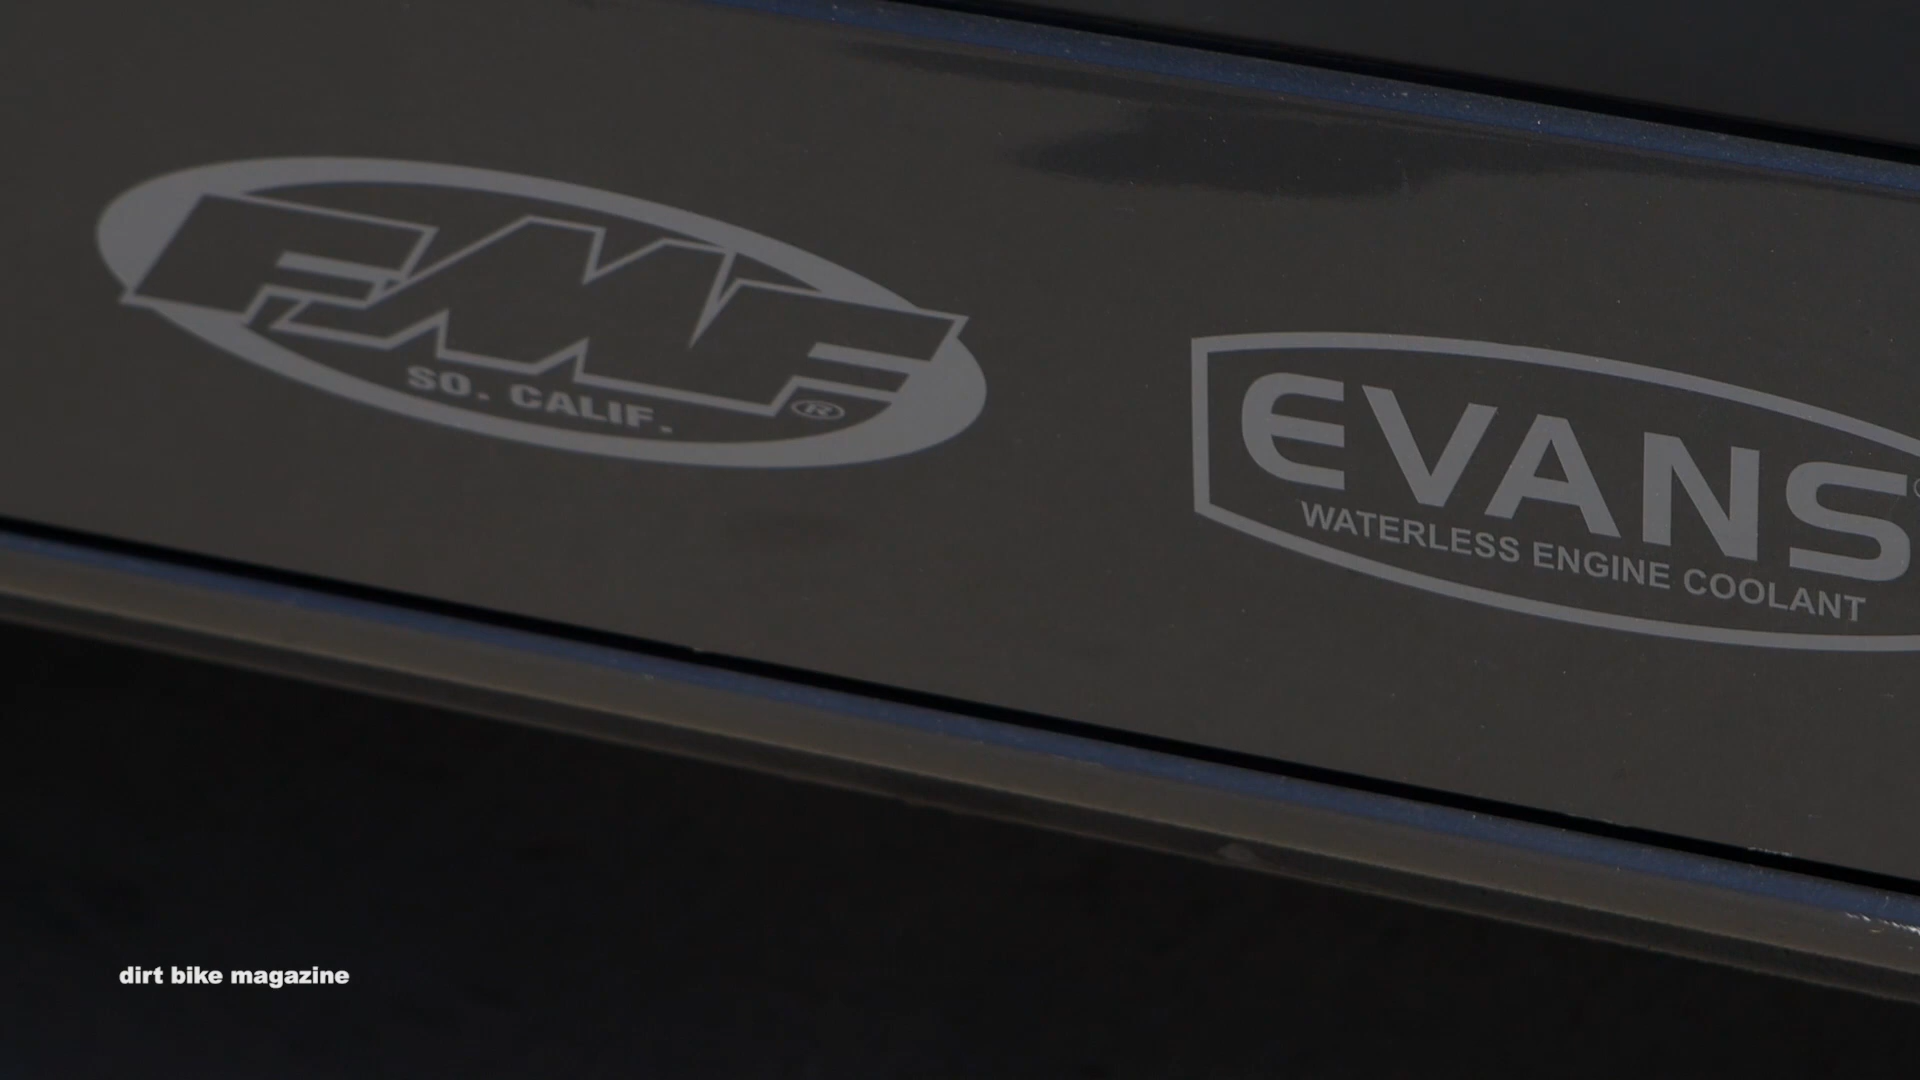 FMF
SO. CALIF. ®
EVANS
WATERLESS ENGINE COOLANT
dirt bike magazine